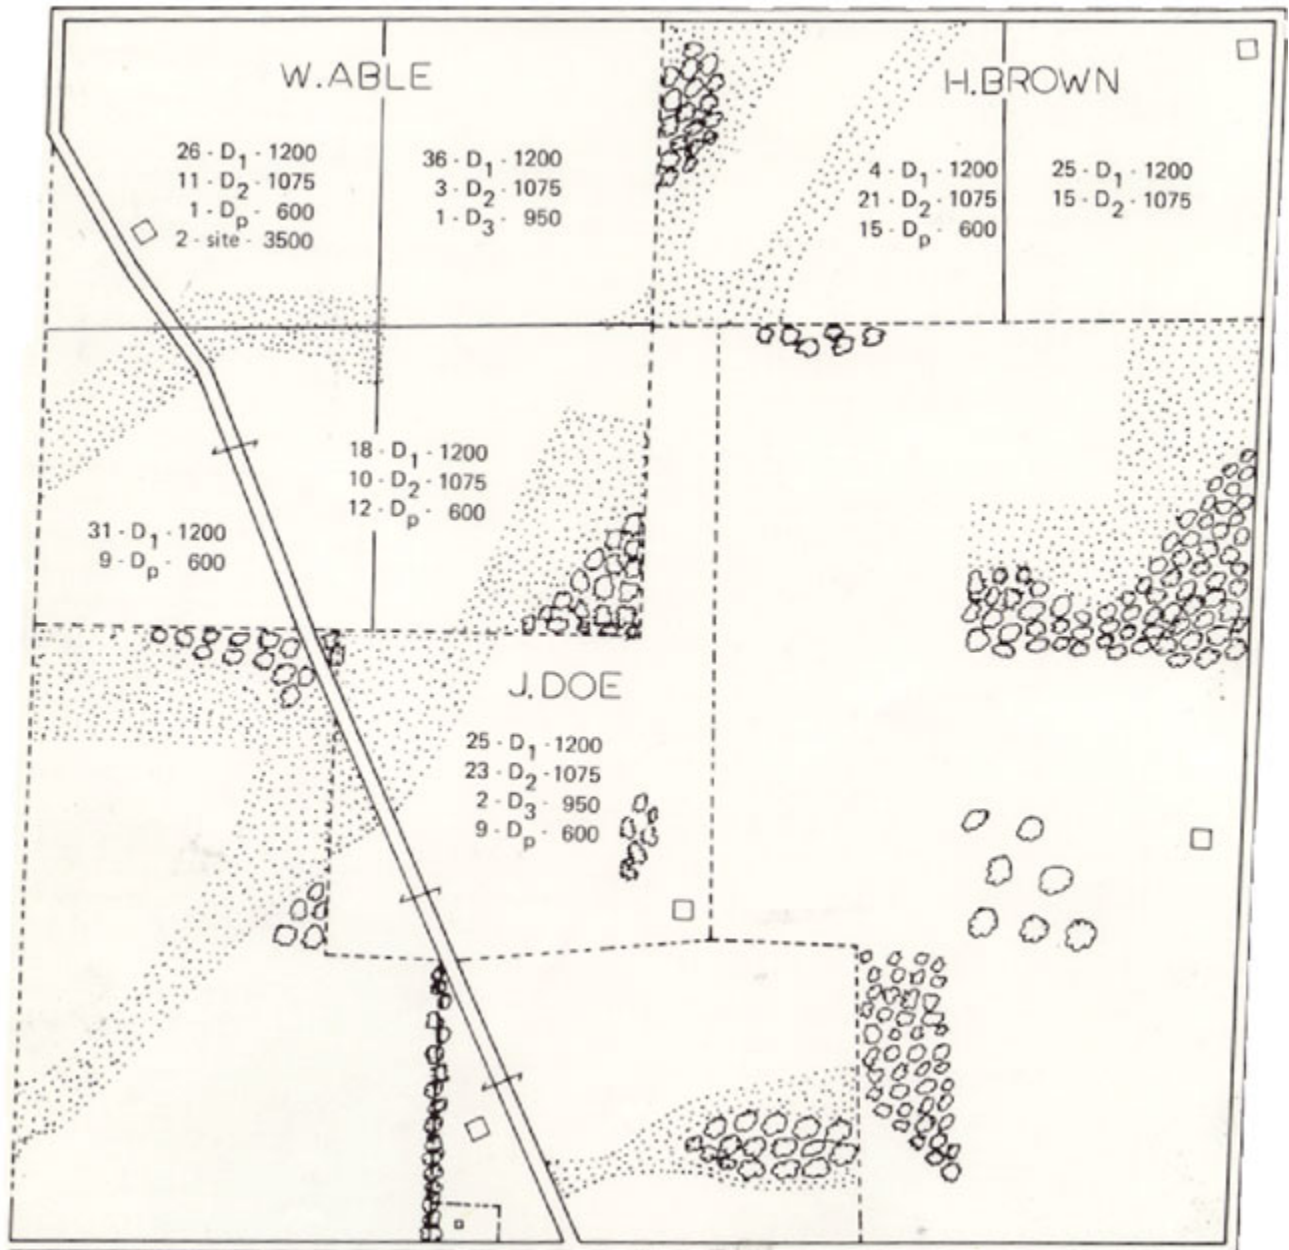 W. ABLE
26 - D₁ - 1200
11 - D₂ - 1075
1 - Dₚ - 600
2 - site - 3500
36 - D₁ - 1200
3 - D₂ - 1075
1 - D₃ - 950
H. BROWN
4 - D₁ - 1200
21 - D₂ - 1075
15 - Dₚ - 600
25 - D₁ - 1200
15 - D₂ - 1075
18 - D₁ - 1200
10 - D₂ - 1075
12 - Dₚ - 600
31 - D₁ - 1200
9 - Dₚ - 600
J. DOE
25 - D₁ - 1200
23 - D₂ - 1075
2 - D₃ - 950
9 - Dₚ - 600